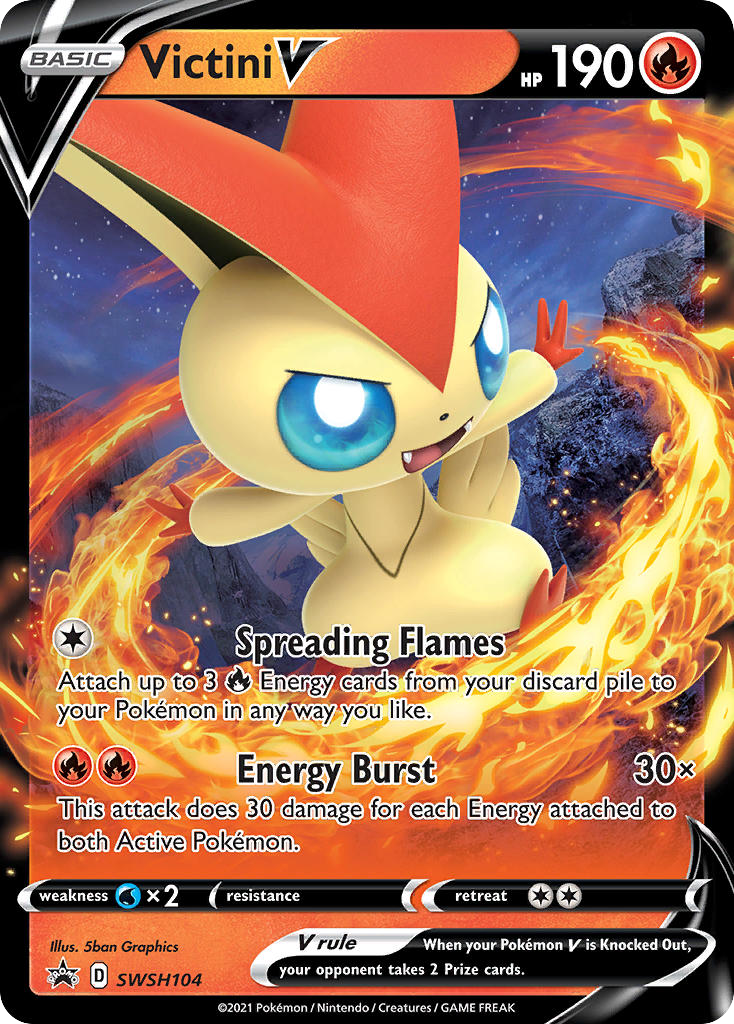 BASIC Victini V HP 190
Spreading Flames
Attach up to 3 Energy cards from your discard pile to
your Pokémon in any way you like.
Energy Burst 30×
This attack does 30 damage for each Energy attached to
both Active Pokémon.
weakness ×2 resistance retreat
Illus. 5ban Graphics
V rule When your Pokémon V is Knocked Out,
your opponent takes 2 Prize cards.
PROMO D SWSH104
©2021 Pokémon / Nintendo / Creatures / GAME FREAK